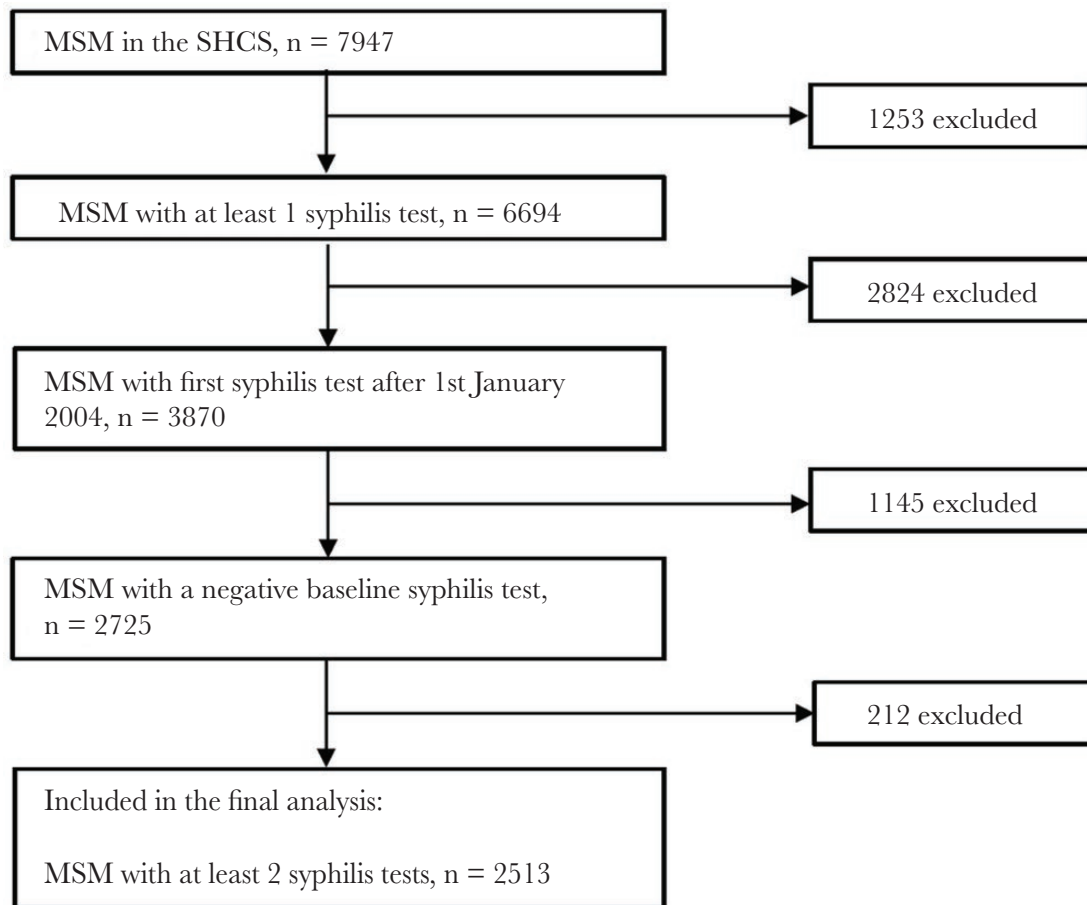 MSM in the SHCS, n = 7947
1253 excluded
MSM with at least 1 syphilis test, n = 6694
2824 excluded
MSM with first syphilis test after 1st January
2004, n = 3870
1145 excluded
MSM with a negative baseline syphilis test,
n = 2725
212 excluded
Included in the final analysis:
MSM with at least 2 syphilis tests, n = 2513